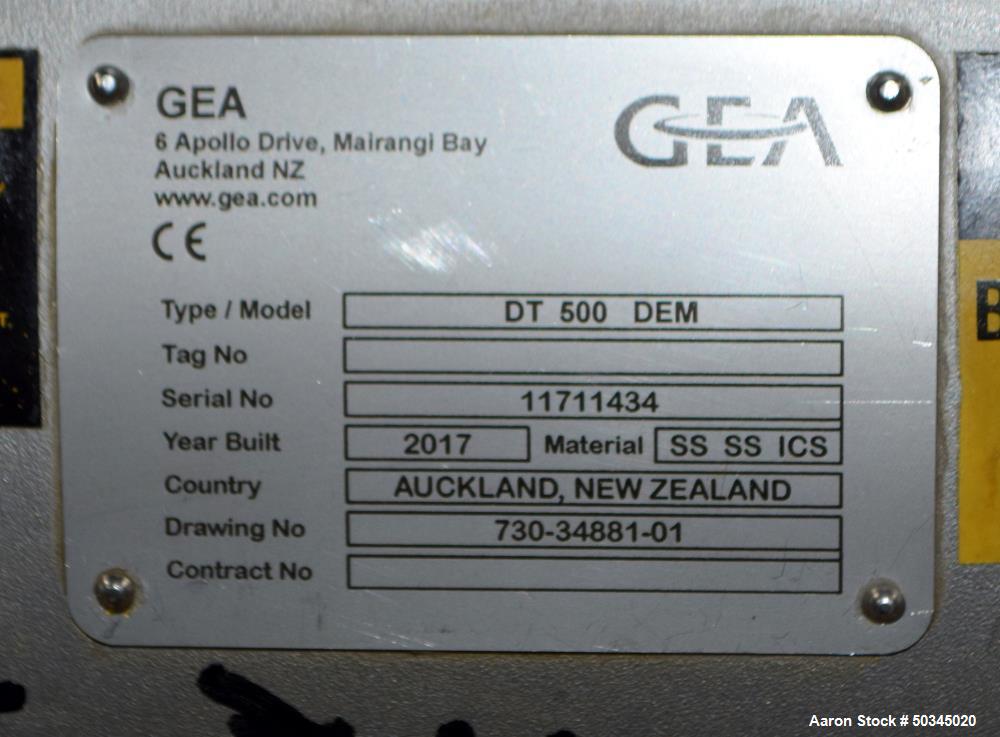 GEA
6 Apollo Drive, Mairangi Bay
Auckland NZ
www.gea.com
CE
GEA
Type / Model DT 500 DEM
Tag No
Serial No 11711434
Year Built 2017 Material SS SS ICS
Country AUCKLAND, NEW ZEALAND
Drawing No 730-34881-01
Contract No
T.
B
Aaron Stock # 50345020